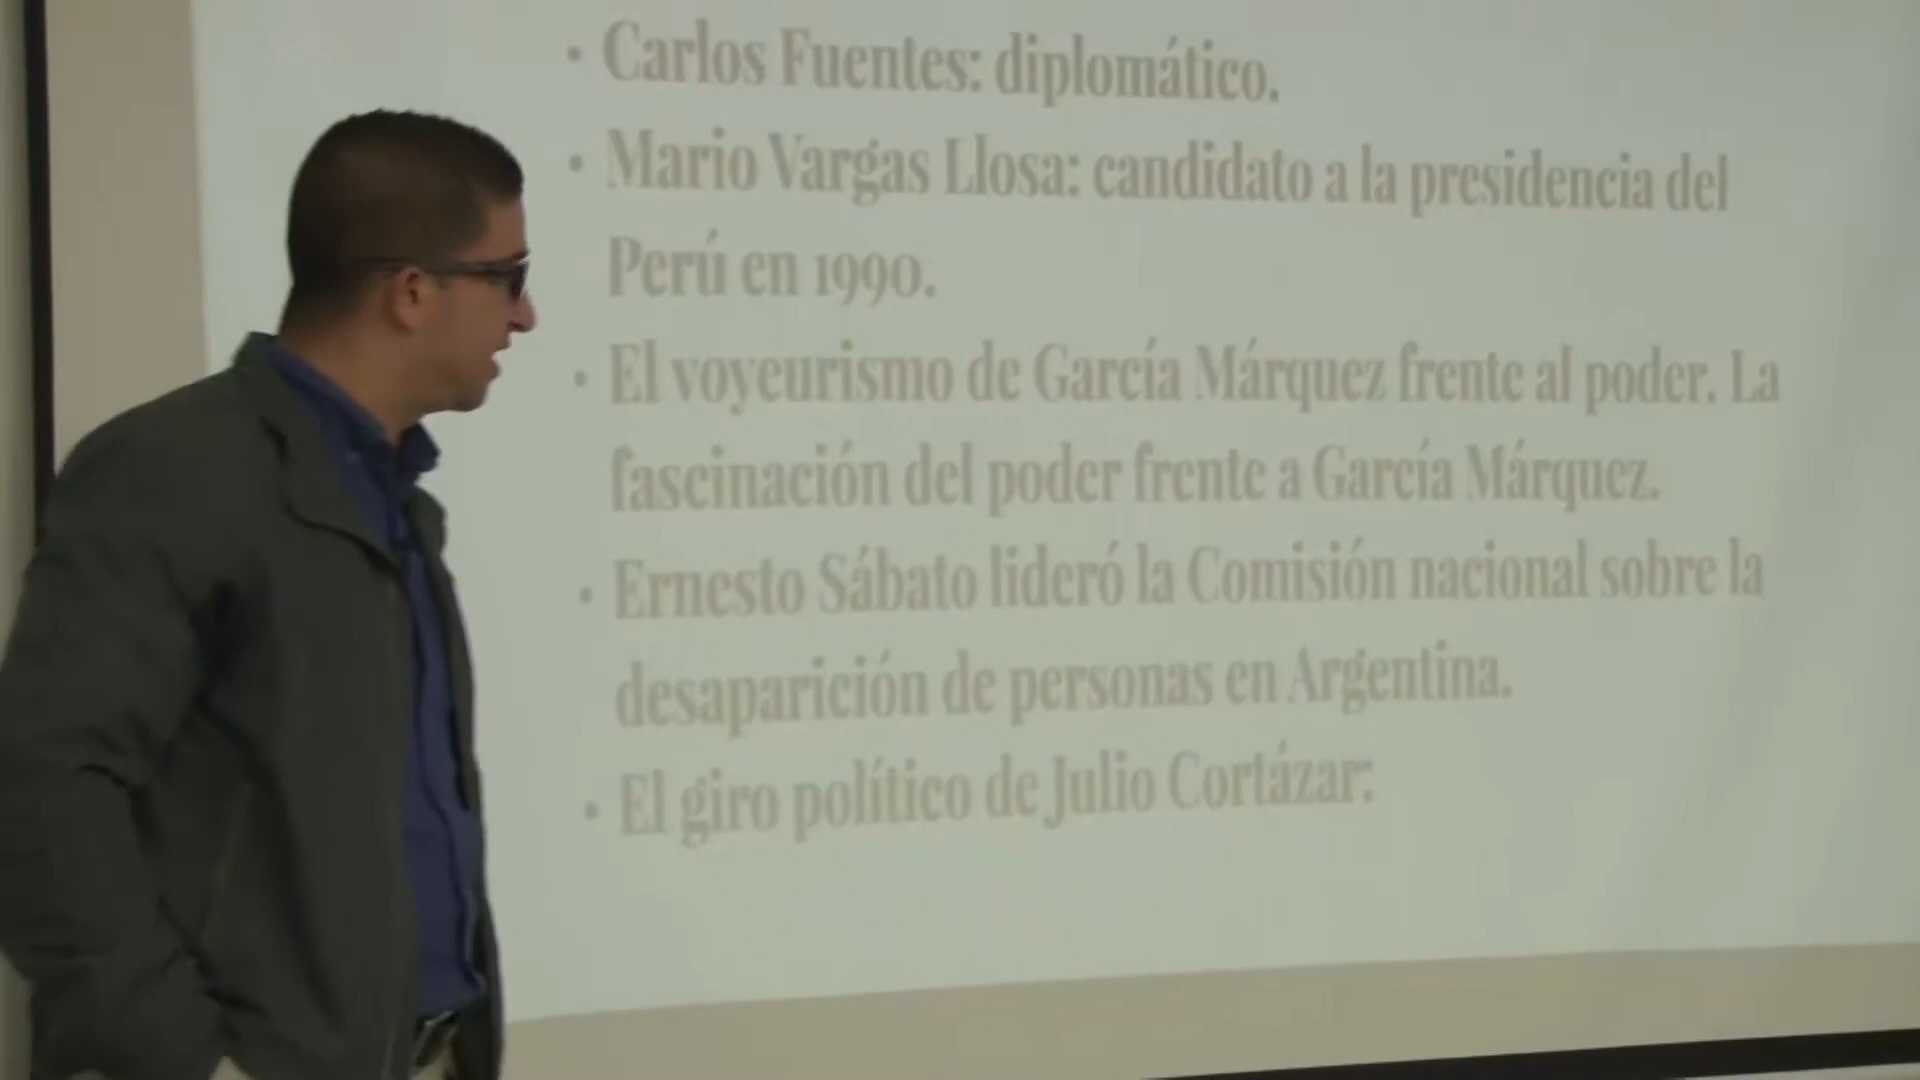 • Carlos Fuentes: diplomático.
• Mario Vargas Llosa: candidato a la presidencia del
Perú en 1990.
• El voyeurismo de García Márquez frente al poder. La
fascinación del poder frente a García Márquez.
• Ernesto Sábato lideró la Comisión nacional sobre la
desaparición de personas en Argentina.
• El giro político de Julio Cortázar: